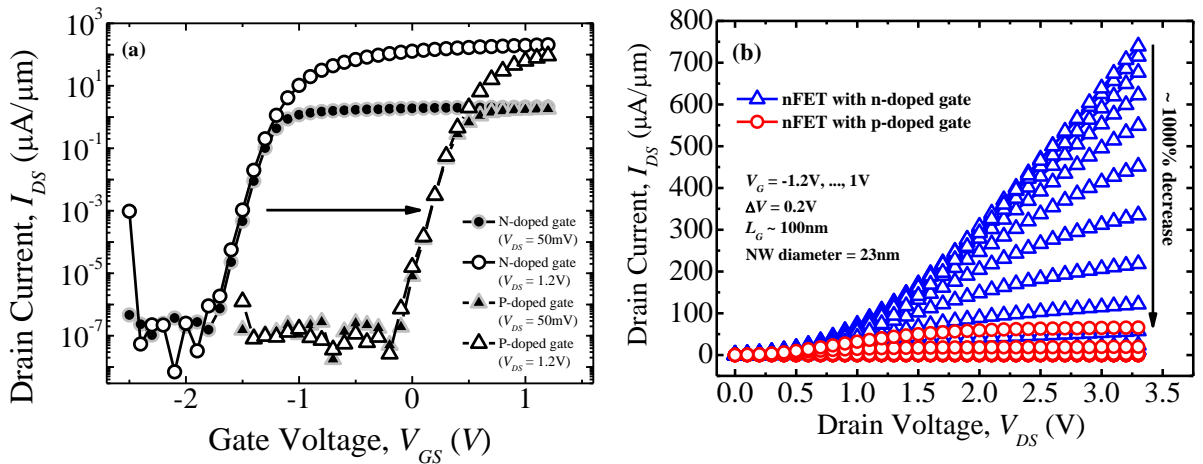 (a)
Drain Current, I_DS (µA/µm)
10³
10¹
10⁻¹
10⁻³
10⁻⁵
10⁻⁷
N-doped gate
(V_DS = 50mV)
N-doped gate
(V_DS = 1.2V)
P-doped gate
(V_DS = 50mV)
P-doped gate
(V_DS = 1.2V)
-2 -1 0 1
Gate Voltage, V_GS (V)
(b)
Drain Current, I_DS (µA/µm)
800
700
600
500
400
300
200
100
0
nFET with n-doped gate
nFET with p-doped gate
V_G = -1.2V, ..., 1V
ΔV = 0.2V
L_G ~ 100nm
NW diameter = 23nm
~ 1000% decrease
0.0 0.5 1.0 1.5 2.0 2.5 3.0 3.5
Drain Voltage, V_DS (V)